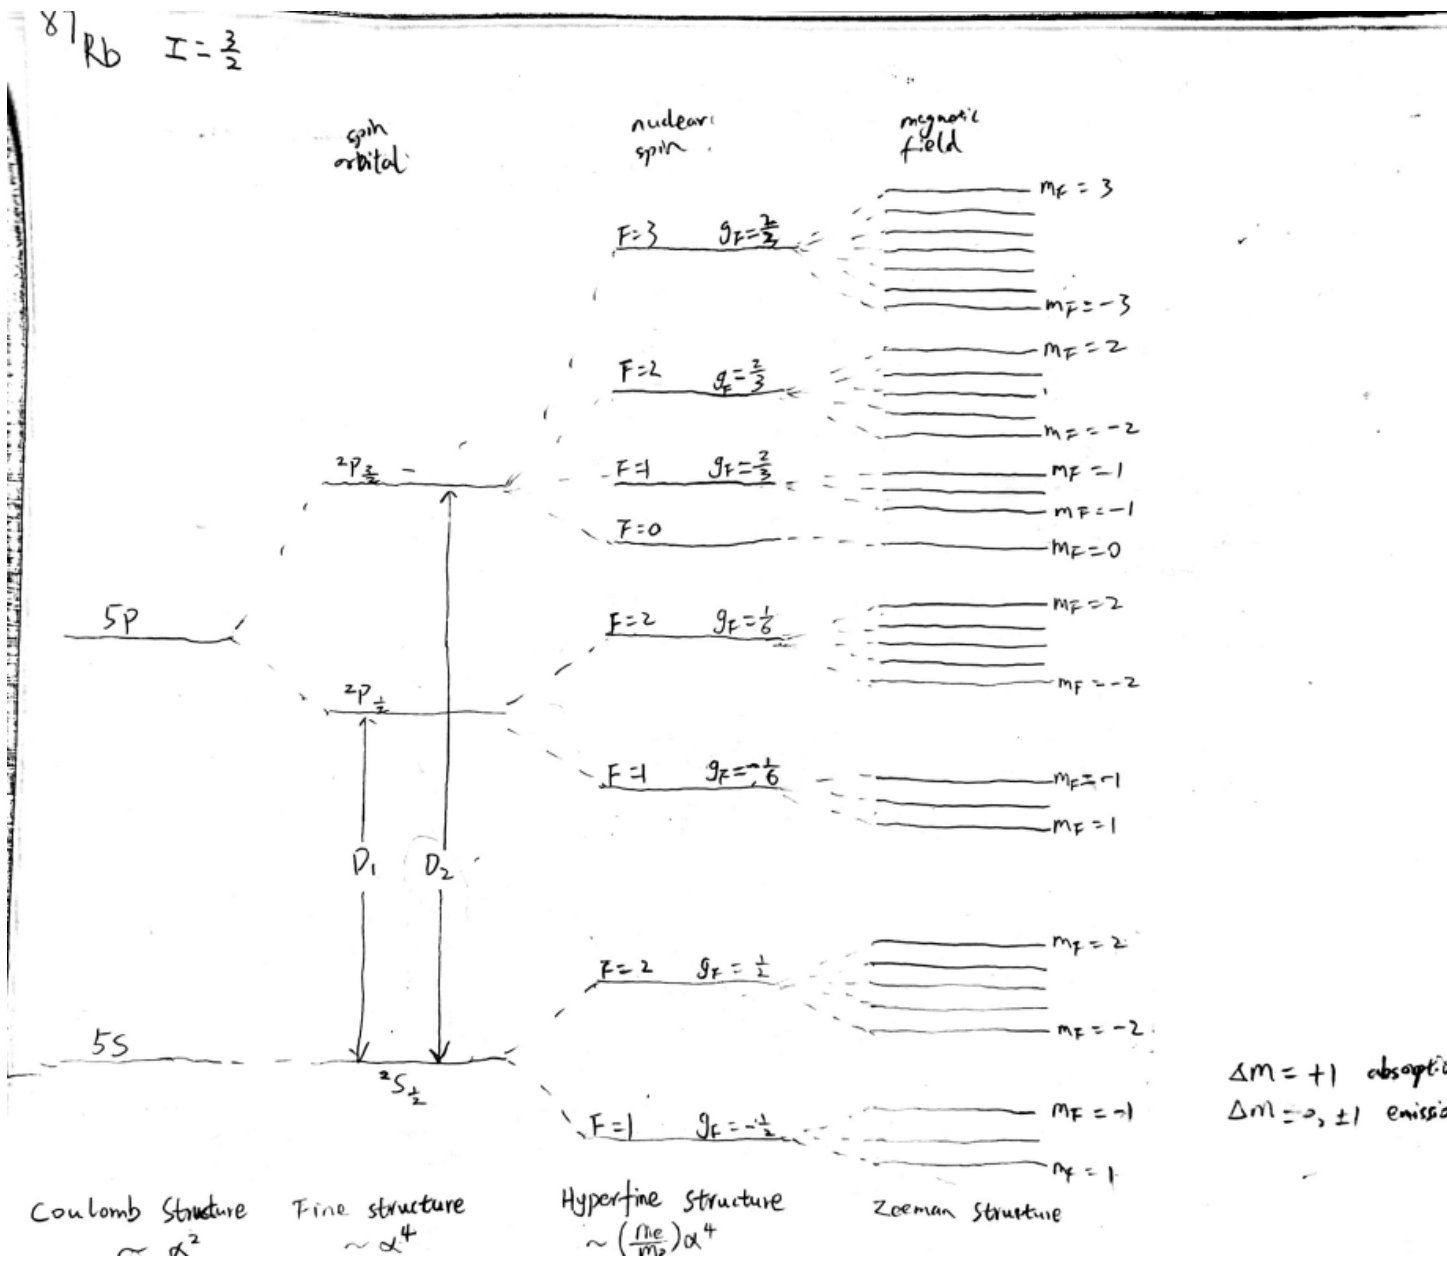 87Rb I = 3/2
spin orbital
nuclear spin
magnetic field
mF = 3
F=3 gF=2/3
mF=-3
mF = 2
F=2 gF=2/3
mF = -2
2P3/2
F=1 gF=2/3
mF = 1
mF = -1
F=0
mF=0
5P
F=2 gF=1/6
mF = 2
mF = -2
2P1/2
F=1 gF=-1/6
mF=-1
mF = 1
D1 D2
F=2 gF = 1/2
mF = 2
mF = -2
5S
2S1/2
F=1 gF=-1/2
mF = -1
mF = 1
Δm = +1
Δm = 0, ±1
Coulomb Structure
~ α2
Fine structure
~ α4
Hyperfine structure
~ (me/m)α4
Zeeman Structure